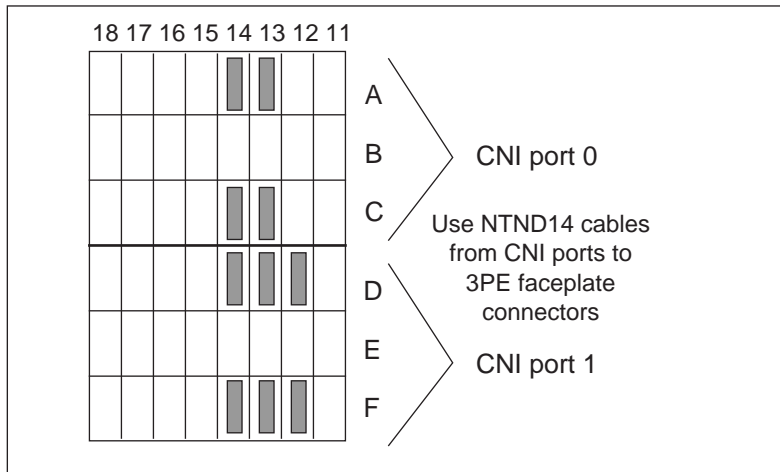 18 17 16 15 14 13 12 11
A
B
CNI port 0
C
Use NTND14 cables
from CNI ports to
3PE faceplate
connectors
D
E
CNI port 1
F